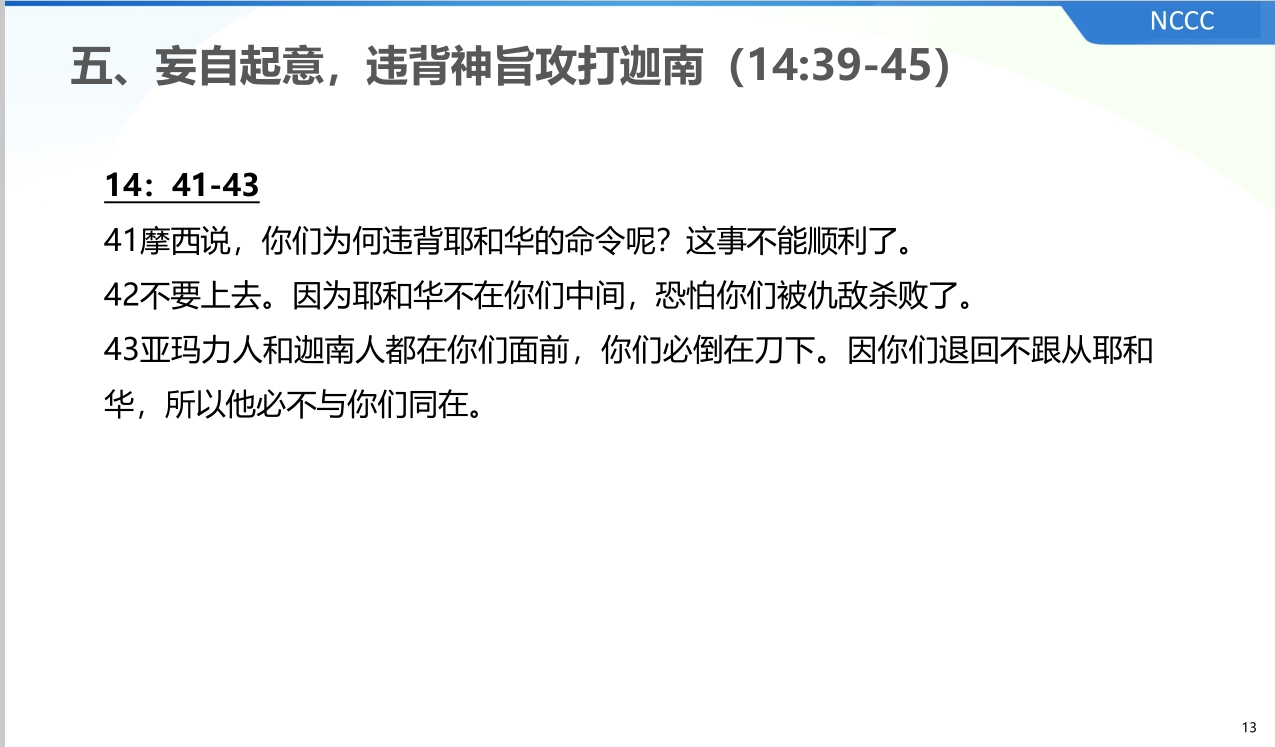 NCCC
五、妄自起意，违背神旨攻打迦南（14:39-45）
14：41-43
41摩西说，你们为何违背耶和华的命令呢？这事不能顺利了。
42不要上去。因为耶和华不在你们中间，恐怕你们被仇敌杀败了。
43亚玛力人和迦南人都在你们面前，你们必倒在刀下。因你们退回不跟从耶和
华，所以他必不与你们同在。
13